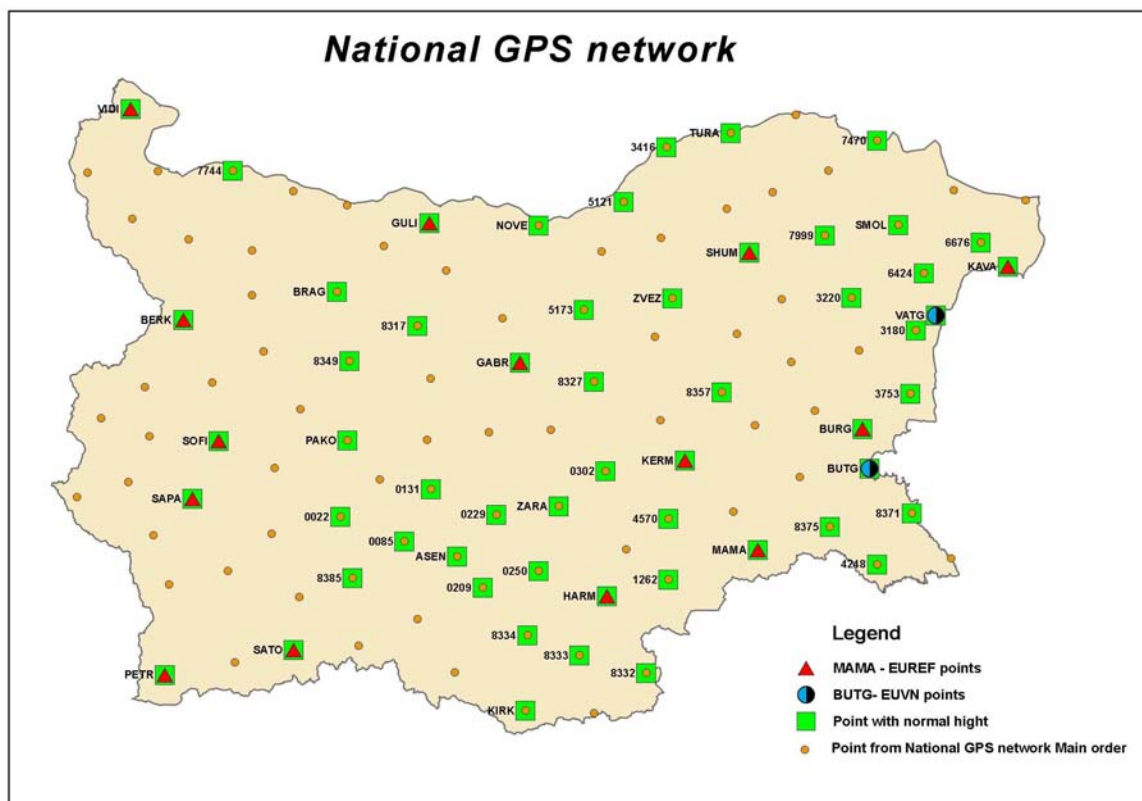 National GPS network
VIDI
TURA
3416
7470
7744
5121
GULI
NOVE
SMOL
7999
6676
SHUM
KAVA
6424
BRAG
ZVEZ
3220
5173
VATG
BERK
8317
3180
8349
GABR
8327
8357
3753
BURG
SOFI
PAKO
KERM
BUTG
0302
0131
SAPA
ZARA
0229
0022
4570
8371
8375
0085
ASEN
MAMA
4248
0250
8385
1262
0209
HARM
8334
SATO
8333
8332
PETR
KIRK
Legend
MAMA - EUREF points
BUTG- EUVN points
Point with normal hight
Point from National GPS network Main order